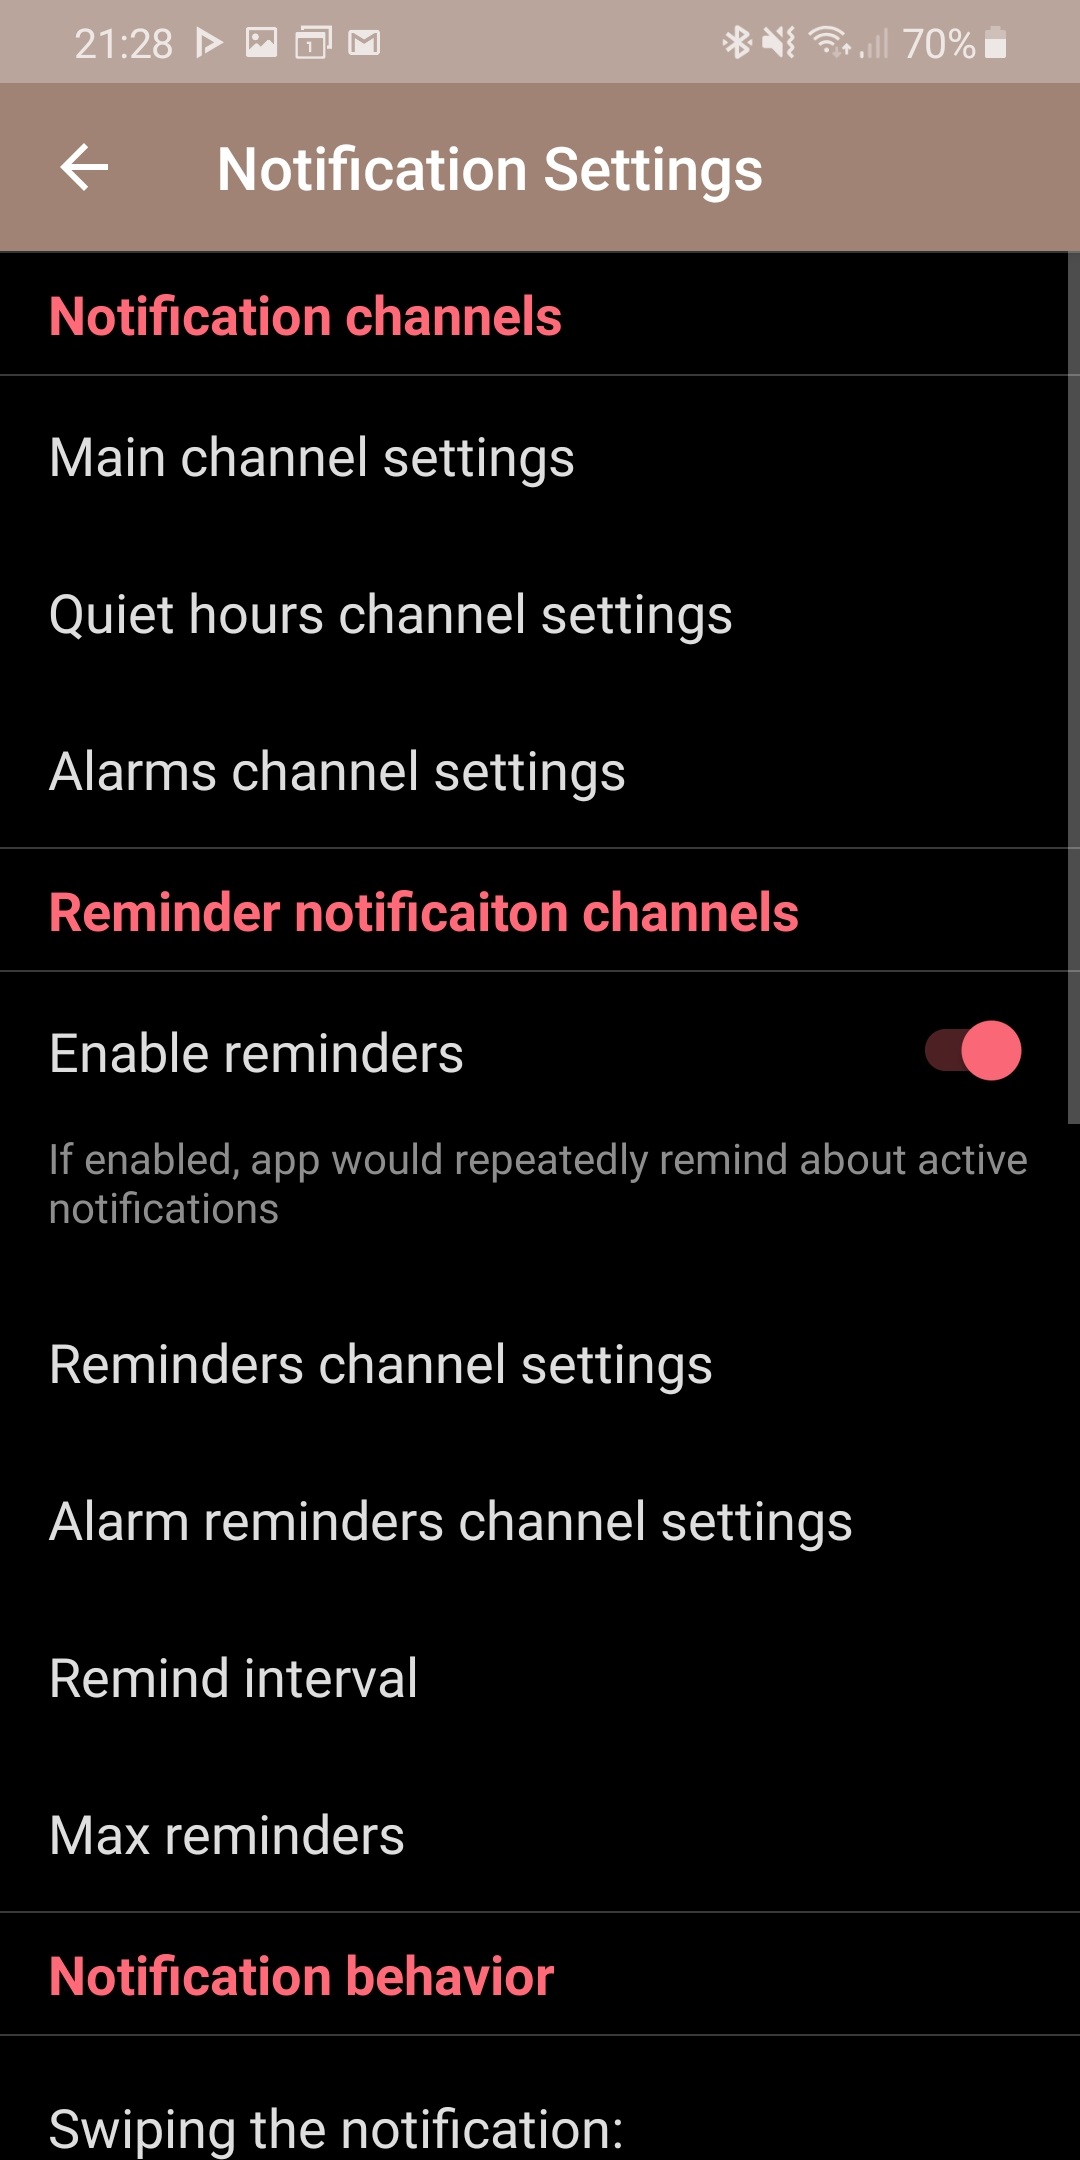 21:28 1 70%
Notification Settings
Notification channels
Main channel settings
Quiet hours channel settings
Alarms channel settings
Reminder notificaiton channels
Enable reminders
If enabled, app would repeatedly remind about active
notifications
Reminders channel settings
Alarm reminders channel settings
Remind interval
Max reminders
Notification behavior
Swiping the notification: